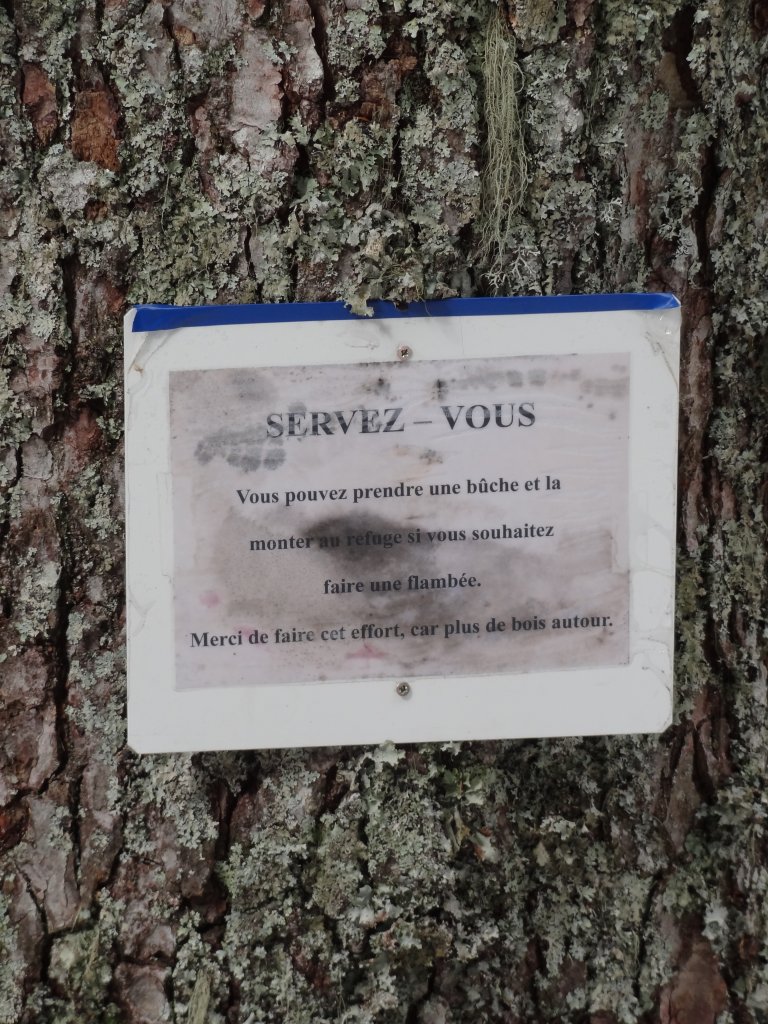 SERVEZ – VOUS
Vous pouvez prendre une bûche et la
monter au refuge si vous souhaitez
faire une flambée.
Merci de faire cet effort, car plus de bois autour.